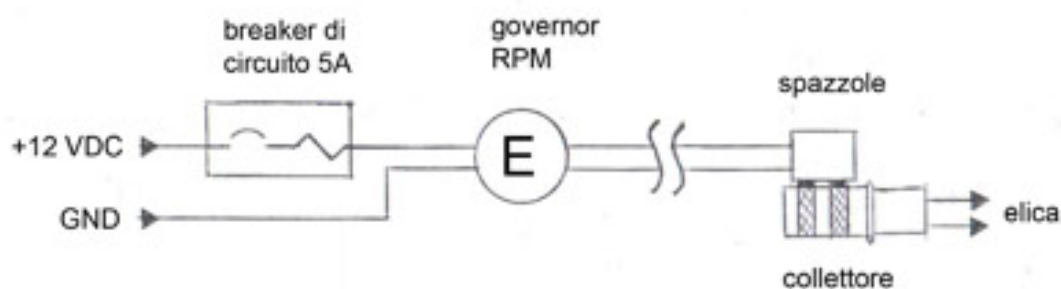 breaker di
circuito 5A
governor
RPM
spazzole
+12 VDC
E
GND
elica
collettore